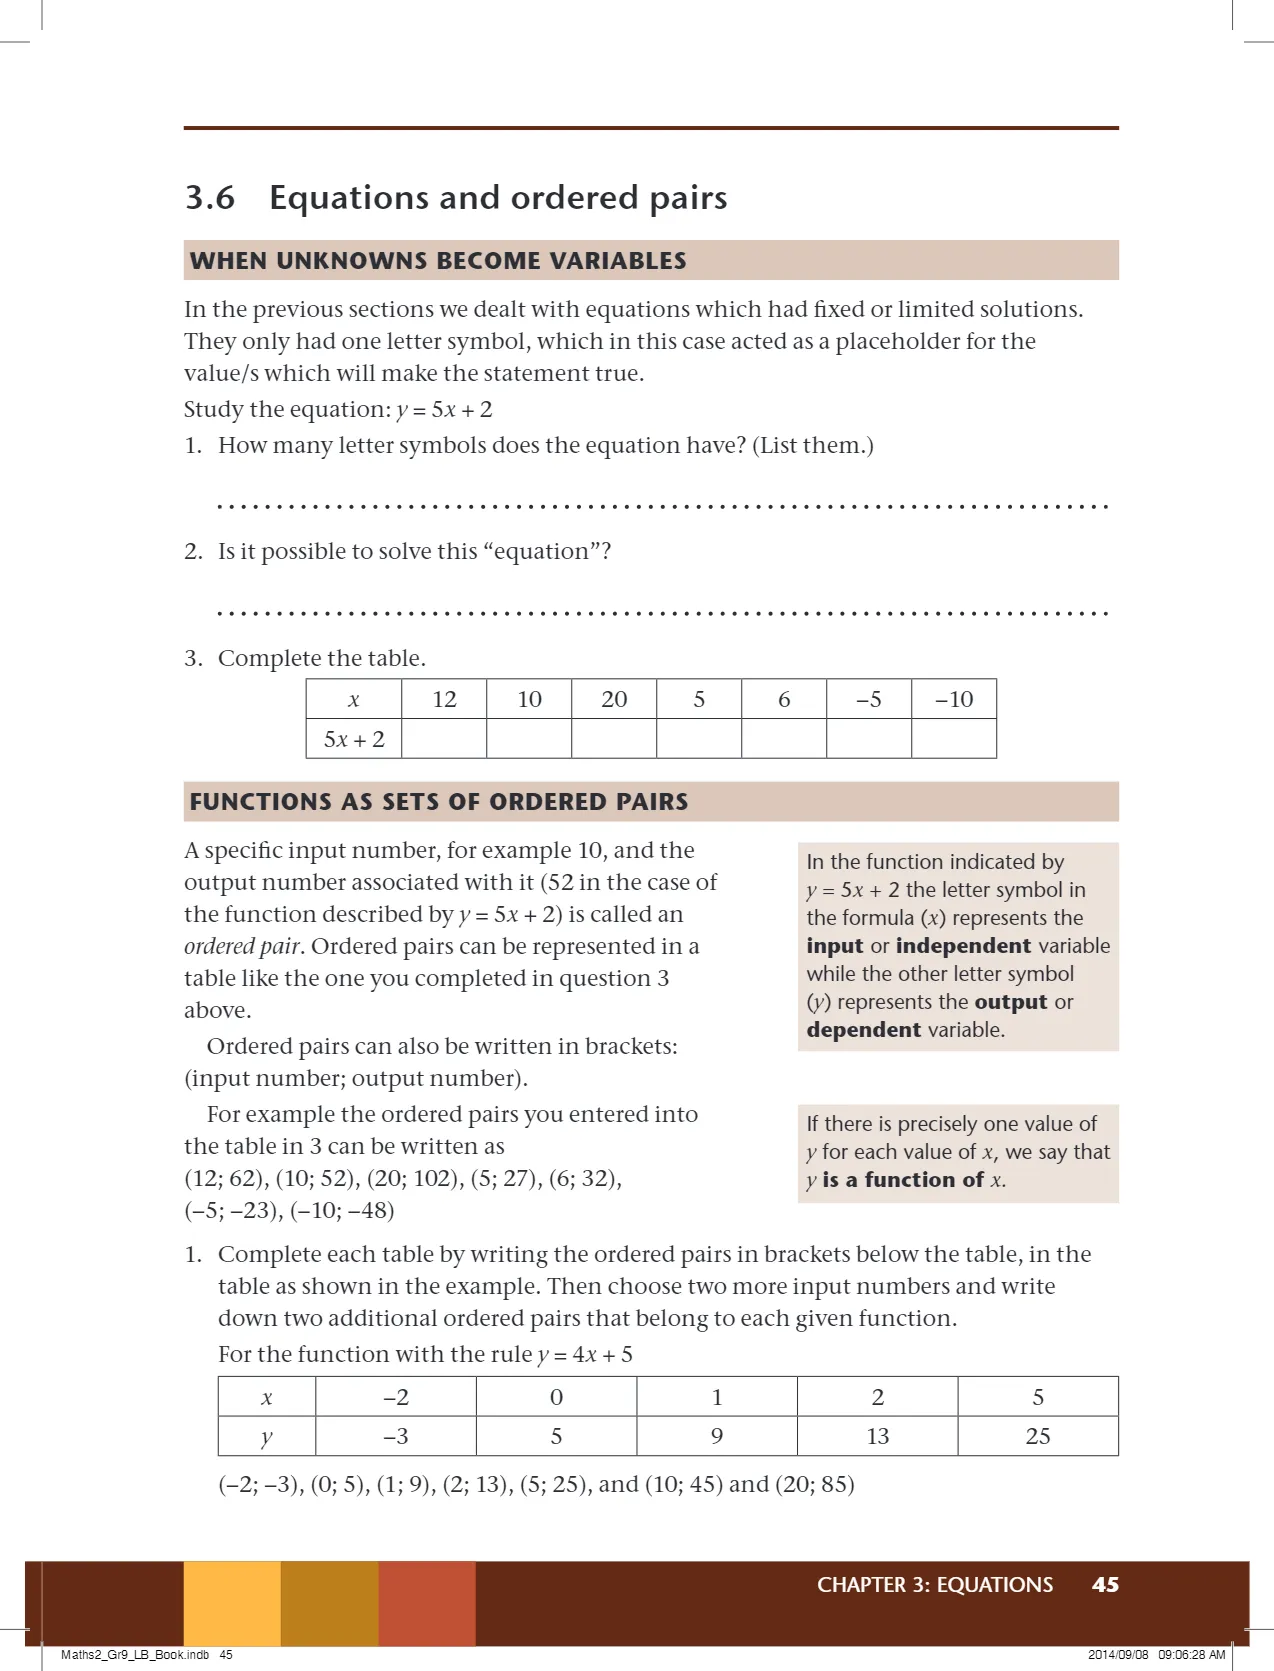 3.6 Equations and ordered pairs
WHEN UNKNOWNS BECOME VARIABLES
In the previous sections we dealt with equations which had fixed or limited solutions.
They only had one letter symbol, which in this case acted as a placeholder for the
value/s which will make the statement true.
Study the equation: y = 5x + 2
1. How many letter symbols does the equation have? (List them.)
2. Is it possible to solve this “equation”?
3. Complete the table.
x 12 10 20 5 6 –5 –10
5x + 2
FUNCTIONS AS SETS OF ORDERED PAIRS
A specific input number, for example 10, and the
output number associated with it (52 in the case of
the function described by y = 5x + 2) is called an
ordered pair. Ordered pairs can be represented in a
table like the one you completed in question 3
above.
Ordered pairs can also be written in brackets:
(input number; output number).
For example the ordered pairs you entered into
the table in 3 can be written as
(12; 62), (10; 52), (20; 102), (5; 27), (6; 32),
(–5; –23), (–10; –48)
In the function indicated by
y = 5x + 2 the letter symbol in
the formula (x) represents the
input or independent variable
while the other letter symbol
(y) represents the output or
dependent variable.
If there is precisely one value of
y for each value of x, we say that
y is a function of x.
1. Complete each table by writing the ordered pairs in brackets below the table, in the
table as shown in the example. Then choose two more input numbers and write
down two additional ordered pairs that belong to each given function.
For the function with the rule y = 4x + 5
x –2 0 1 2 5
y –3 5 9 13 25
(–2; –3), (0; 5), (1; 9), (2; 13), (5; 25), and (10; 45) and (20; 85)
CHAPTER 3: EQUATIONS 45
Maths2_Gr9_LB_Book.indb 45 2014/09/08 09:06:28 AM